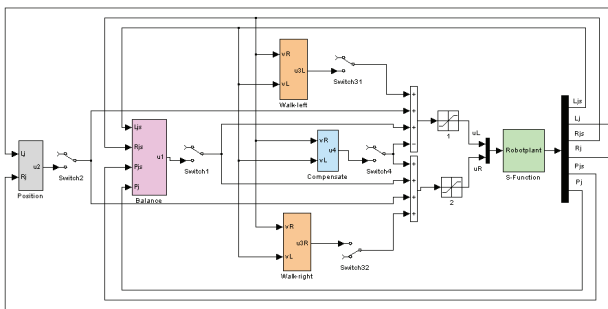 vR
u3L
vL
Walk-left
Switch31
Ljs
Rjs
Pjs
Pj
u1
Balance
Switch1
Lj
Rj
u2
Position
Switch2
vR
u4
vL
Compensate
Switch4
vR
u3R
vL
Walk-right
Switch32
+
+
+
−
+
+
+
+
1
2
uL
uR
Robotplant
S-Function
Ljs
Lj
Rjs
Rj
Pjs
Pj